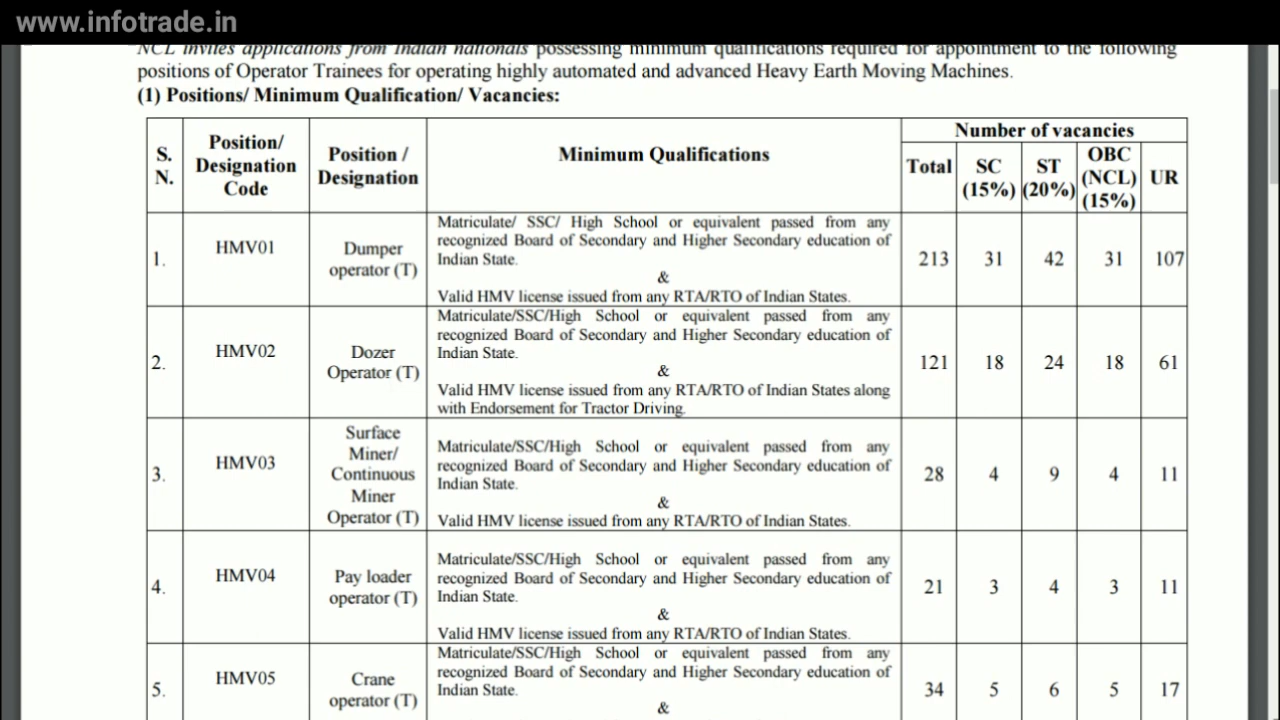 www.infotrade.in
NCL invites applications from Indian nationals possessing minimum qualifications required for appointment to the following
positions of Operator Trainees for operating highly automated and advanced Heavy Earth Moving Machines.
(1) Positions/ Minimum Qualification/ Vacancies:
S. N.
Position/ Designation Code
Position / Designation
Minimum Qualifications
Number of vacancies
Total
SC (15%)
ST (20%)
OBC (NCL) (15%)
UR
1.
HMV01
Dumper
operator (T)
Matriculate/ SSC/ High School or equivalent passed from any
recognized Board of Secondary and Higher Secondary education of
Indian State.
&
Valid HMV license issued from any RTA/RTO of Indian States.
213 31 42 31 107
2.
HMV02
Dozer
Operator (T)
Matriculate/SSC/High School or equivalent passed from any
recognized Board of Secondary and Higher Secondary education of
Indian State.
&
Valid HMV license issued from any RTA/RTO of Indian States along
with Endorsement for Tractor Driving.
121 18 24 18 61
3.
HMV03
Surface
Miner/
Continuous
Miner
Operator (T)
Matriculate/SSC/High School or equivalent passed from any
recognized Board of Secondary and Higher Secondary education of
Indian State.
&
Valid HMV license issued from any RTA/RTO of Indian States.
28 4 9 4 11
4.
HMV04
Pay loader
operator (T)
Matriculate/SSC/High School or equivalent passed from any
recognized Board of Secondary and Higher Secondary education of
Indian State.
&
Valid HMV license issued from any RTA/RTO of Indian States.
21 3 4 3 11
5.
HMV05
Crane
operator (T)
Matriculate/SSC/High School or equivalent passed from any
recognized Board of Secondary and Higher Secondary education of
Indian State.
&
34 5 6 5 17